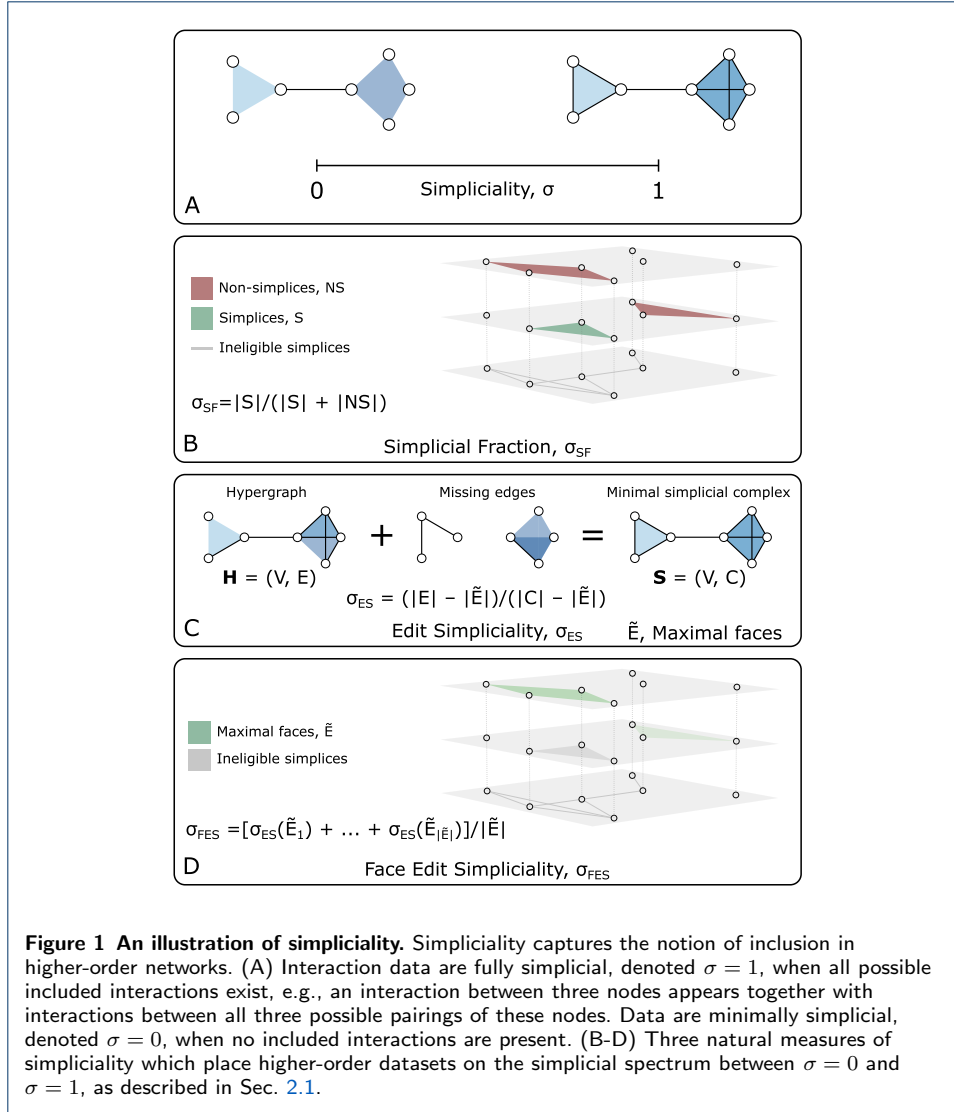 0
1
Simpliciality, σ
A
Non-simplices, NS
Simplices, S
Ineligible simplices
σSF=|S|/(|S| + |NS|)
B
Simplicial Fraction, σSF
Hypergraph
Missing edges
Minimal simplicial complex
+
=
H = (V, E)
S = (V, C)
σES = (|E| − |Ẽ|)/(|C| − |Ẽ|)
C
Edit Simpliciality, σES
Ẽ, Maximal faces
Maximal faces, Ẽ
Ineligible simplices
σFES =[σES(Ẽ1) + ... + σES(Ẽ|Ẽ|)]/|Ẽ|
D
Face Edit Simpliciality, σFES
Figure 1 An illustration of simpliciality. Simpliciality captures the notion of inclusion in
higher-order networks. (A) Interaction data are fully simplicial, denoted σ = 1, when all possible
included interactions exist, e.g., an interaction between three nodes appears together with
interactions between all three possible pairings of these nodes. Data are minimally simplicial,
denoted σ = 0, when no included interactions are present. (B-D) Three natural measures of
simpliciality which place higher-order datasets on the simplicial spectrum between σ = 0 and
σ = 1, as described in Sec. 2.1.